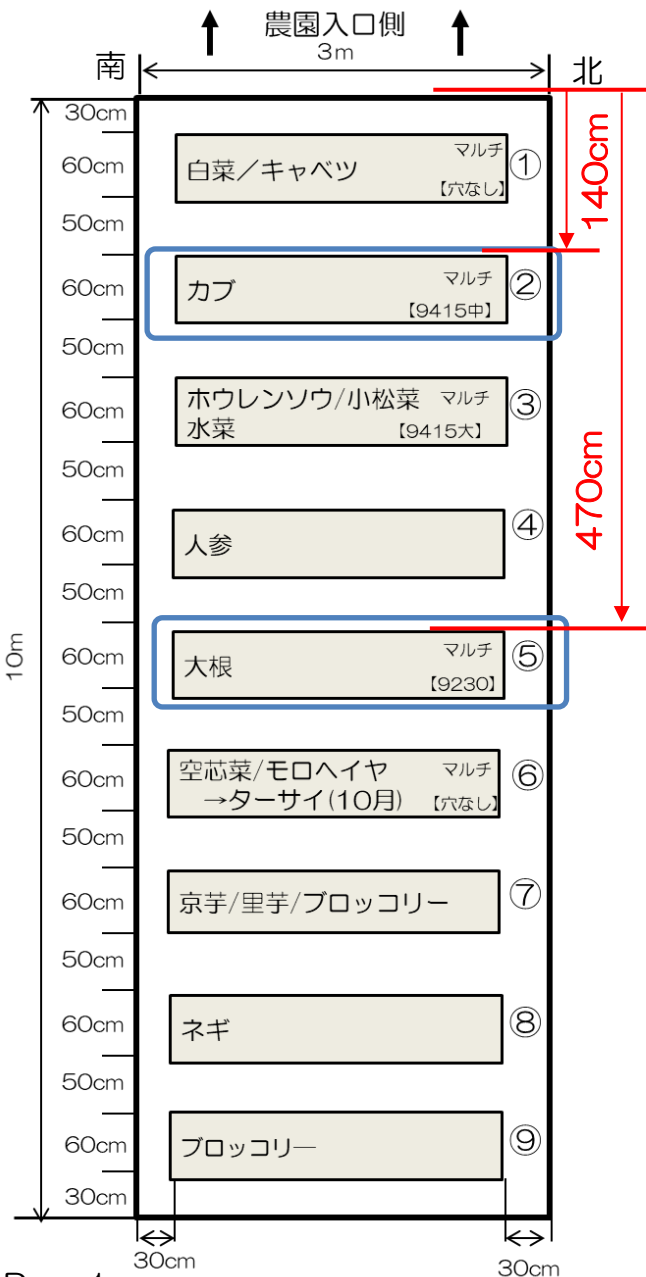 農園入口側
3m
南
北
30cm
60cm
白菜/キャベツ
マルチ
【穴なし】
①
140cm
50cm
60cm
カブ
マルチ
【9415中】
②
50cm
60cm
ホウレンソウ/小松菜
水菜
マルチ
【9415大】
③
470cm
50cm
60cm
人参
④
50cm
10m
60cm
大根
マルチ
【9230】
⑤
50cm
60cm
空芯菜/モロヘイヤ
→ターサイ(10月)
マルチ
【穴なし】
⑥
50cm
60cm
京芋/里芋/ブロッコリー
⑦
50cm
60cm
ネギ
⑧
50cm
60cm
ブロッコリ―
⑨
30cm
30cm
30cm